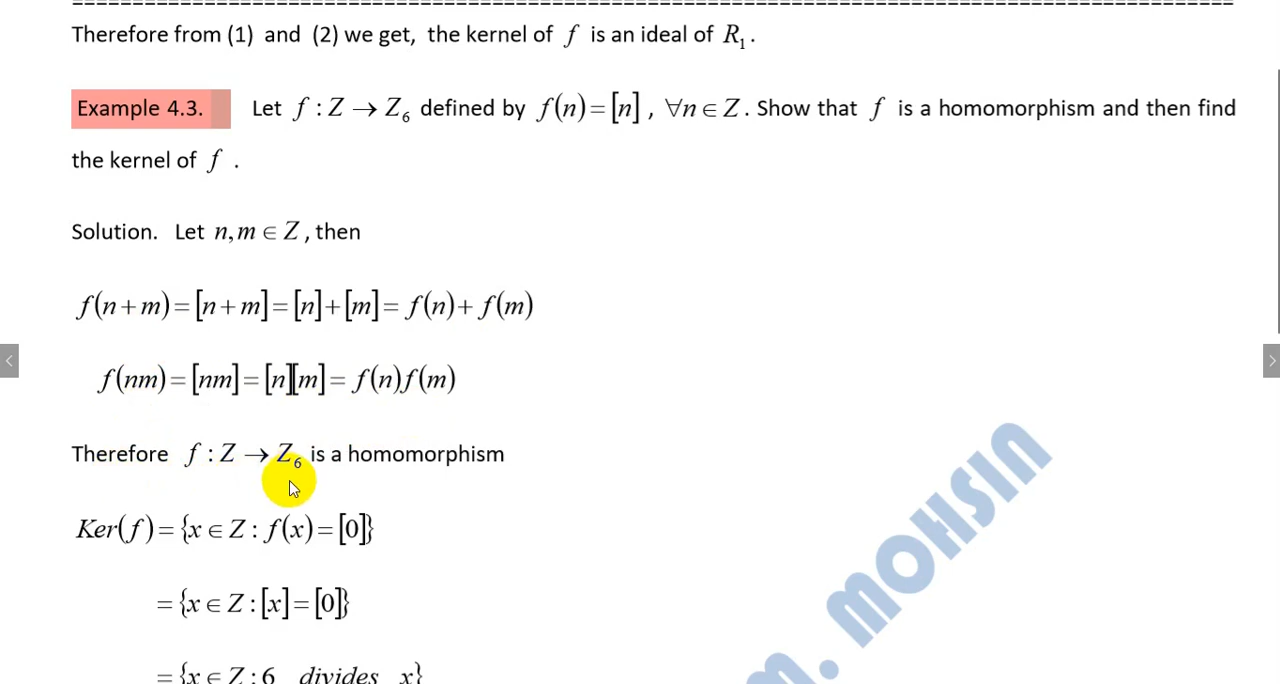 Therefore from (1) and (2) we get, the kernel of f is an ideal of R₁.
Example 4.3. Let f : Z → Z₆ defined by f(n) = [n] , ∀n ∈ Z. Show that f is a homomorphism and then find
the kernel of f .
Solution. Let n, m ∈ Z , then
f(n + m) = [n + m] = [n] + [m] = f(n) + f(m)
f(nm) = [nm] = [n][m] = f(n)f(m)
Therefore f : Z → Z₆ is a homomorphism
Ker(f) = {x ∈ Z : f(x) = [0]}
= {x ∈ Z : [x] = [0]}
= {x ∈ Z : 6 divides x}
M. MOHSIN